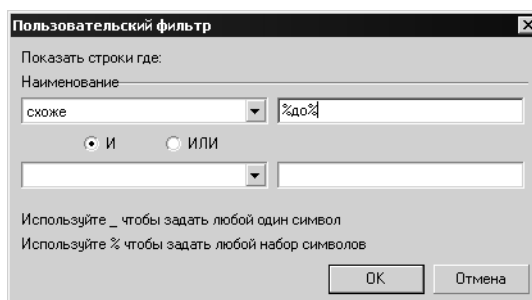 Пользовательский фильтр
Показать строки где:
Наименование
схоже %до%
И ИЛИ
Используйте _ чтобы задать любой один символ
Используйте % чтобы задать любой набор символов
OK Отмена